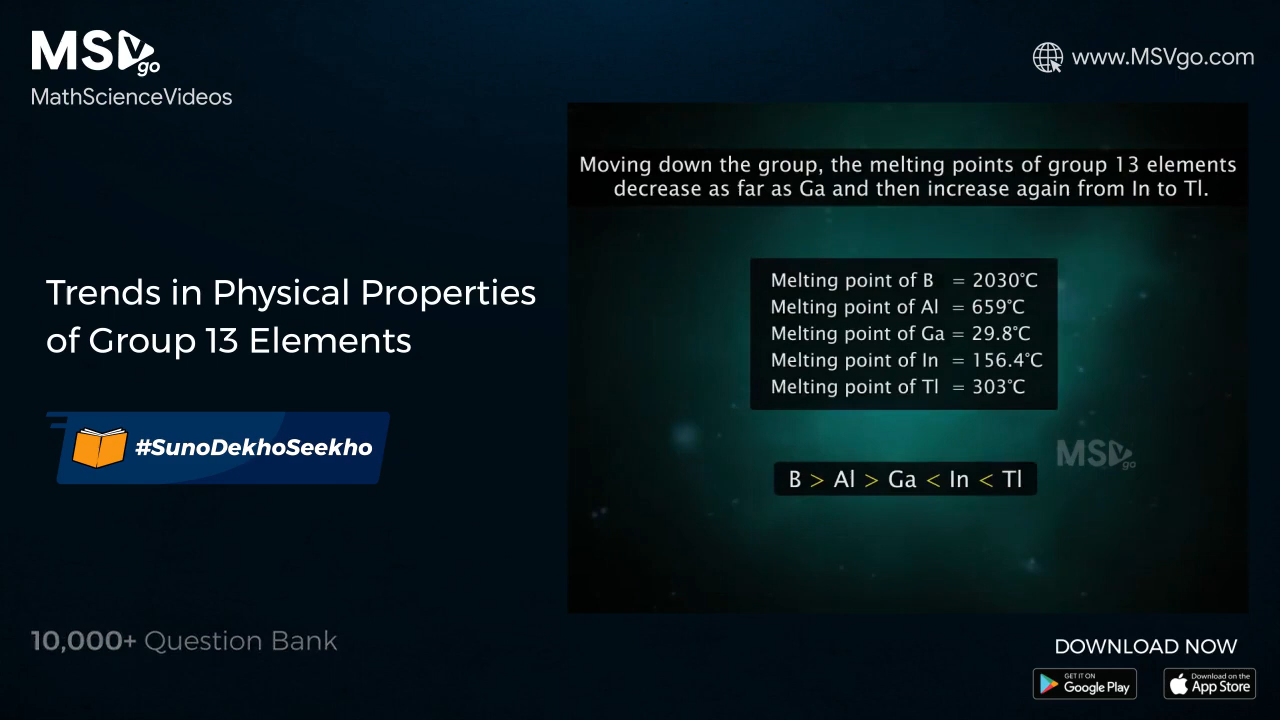 MSV go
MathScienceVideos
www.MSVgo.com
Moving down the group, the melting points of group 13 elements
decrease as far as Ga and then increase again from In to Tl.
Melting point of B = 2030°C
Melting point of Al = 659°C
Melting point of Ga = 29.8°C
Melting point of In = 156.4°C
Melting point of Tl = 303°C
Trends in Physical Properties
of Group 13 Elements
#SunoDekhoSeekho
MSV go
B > Al > Ga < In < Tl
10,000+ Question Bank
DOWNLOAD NOW
GET IT ON
Google Play
Download on the
App Store